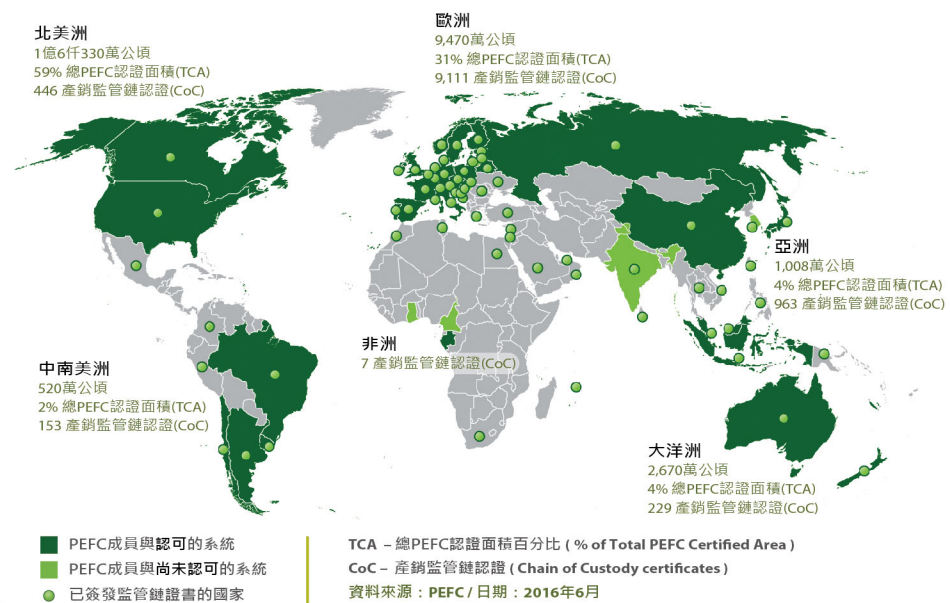 北美洲
1億6仟330萬公頃
59% 總PEFC認證面積(TCA)
446 產銷監管鏈認證(CoC)
歐洲
9,470萬公頃
31% 總PEFC認證面積(TCA)
9,111 產銷監管鏈認證(CoC)
亞洲
1,008萬公頃
4% 總PEFC認證面積(TCA)
963 產銷監管鏈認證(CoC)
非洲
7 產銷監管鏈認證(CoC)
中南美洲
520萬公頃
2% 總PEFC認證面積(TCA)
153 產銷監管鏈認證(CoC)
大洋洲
2,670萬公頃
4% 總PEFC認證面積(TCA)
229 產銷監管鏈認證(CoC)
PEFC成員與認可的系統
PEFC成員與尚未認可的系統
已簽發監管鏈證書的國家
TCA – 總PEFC認證面積百分比 ( % of Total PEFC Certified Area )
CoC – 產銷監管鏈認證 ( Chain of Custody certificates )
資料來源 : PEFC / 日期 : 2016年6月